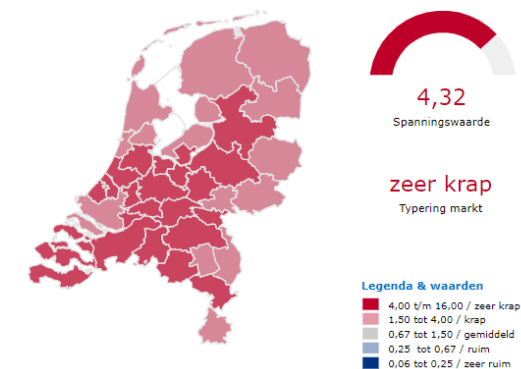 4,32
Spanningswaarde
zeer krap
Typering markt
Legenda & waarden
4,00 t/m 16,00 / zeer krap
1,50 tot 4,00 / krap
0,67 tot 1,50 / gemiddeld
0,25 tot 0,67 / ruim
0,06 tot 0,25 / zeer ruim